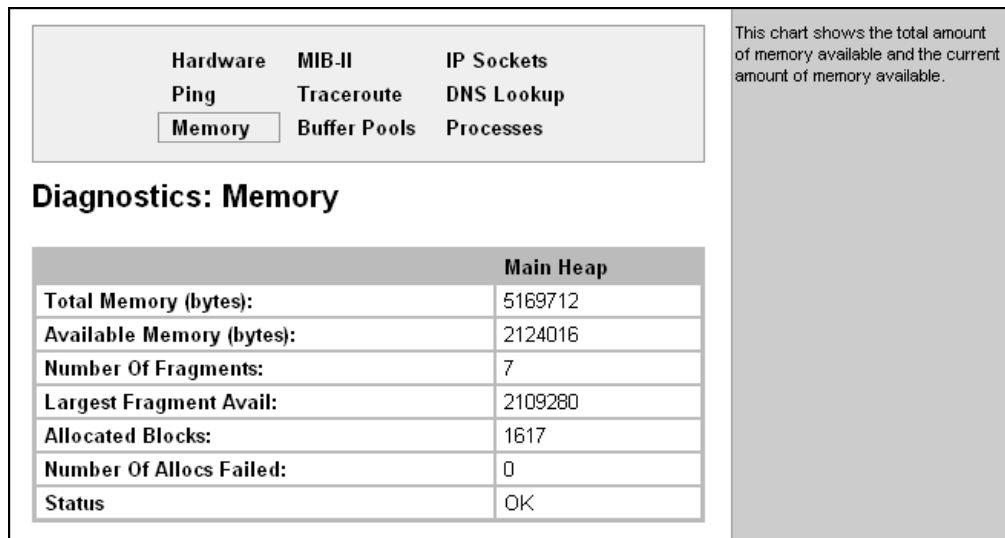 Hardware MIB-II IP Sockets
Ping Traceroute DNS Lookup
Memory Buffer Pools Processes
Diagnostics: Memory
Main Heap
Total Memory (bytes): 5169712
Available Memory (bytes): 2124016
Number Of Fragments: 7
Largest Fragment Avail: 2109280
Allocated Blocks: 1617
Number Of Allocs Failed: 0
Status OK
This chart shows the total amount
of memory available and the current
amount of memory available.